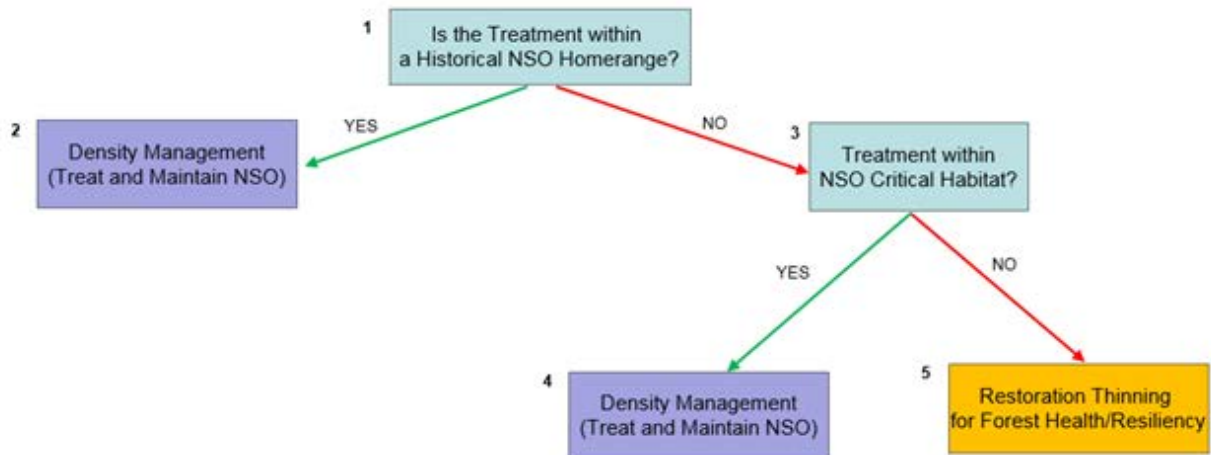 1
Is the Treatment within
a Historical NSO Homerange?
YES
NO
2
Density Management
(Treat and Maintain NSO)
3
Treatment within
NSO Critical Habitat?
YES
NO
4
Density Management
(Treat and Maintain NSO)
5
Restoration Thinning
for Forest Health/Resiliency